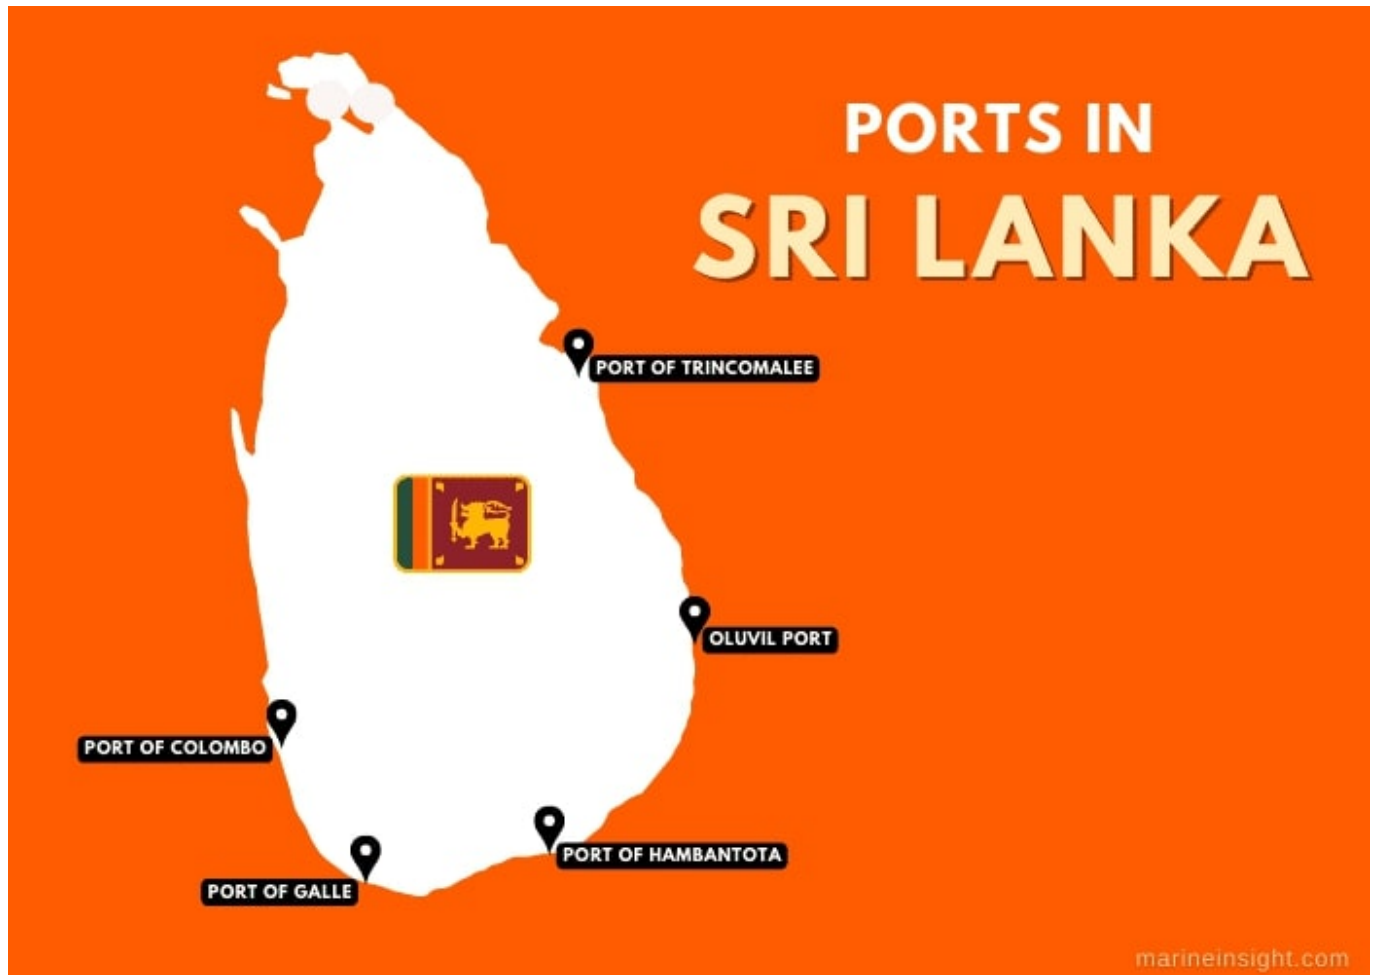 PORTS IN
SRI LANKA
PORT OF TRINCOMALEE
OLUVIL PORT
PORT OF COLOMBO
PORT OF HAMBANTOTA
PORT OF GALLE
marineinsight.com